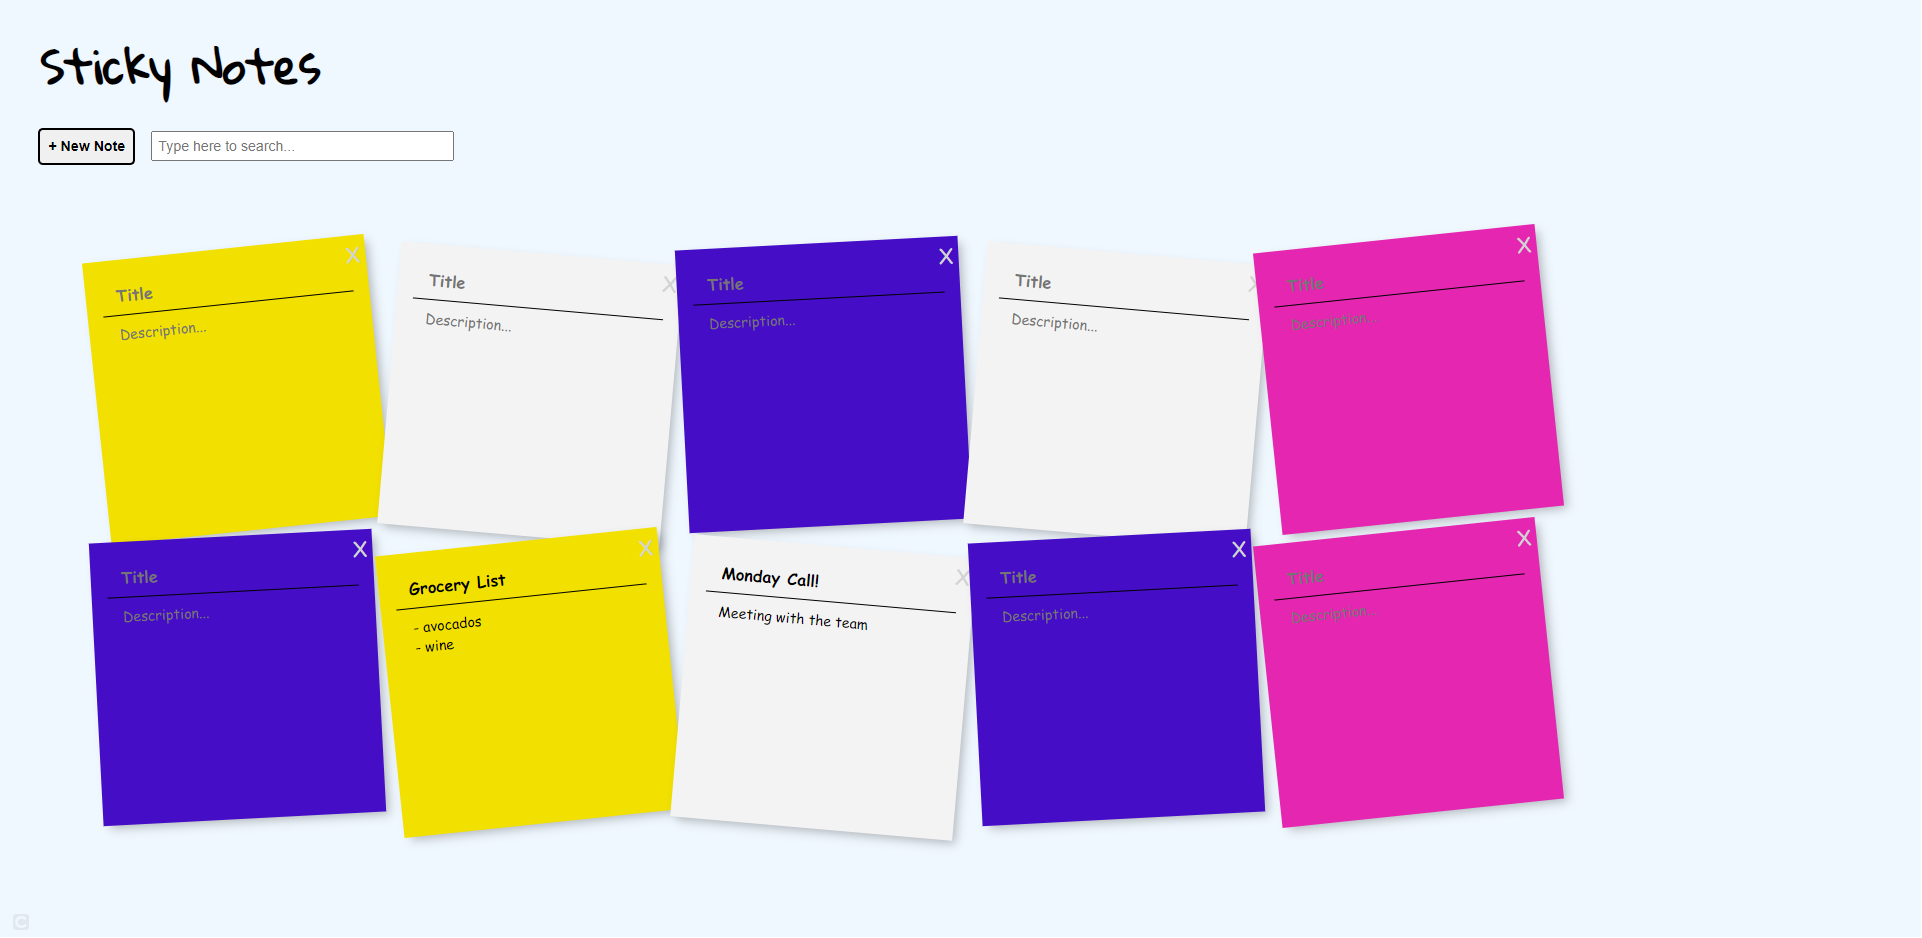 Sticky Notes
+ New Note
Type here to search...
X
Title
Description...
X
Title
Description...
X
Title
Description...
X
Title
Description...
X
Title
Description...
X
Title
Description...
X
Grocery List
- avocados
- wine
X
Monday Call!
Meeting with the team
X
Title
Description...
X
Title
Description...
C